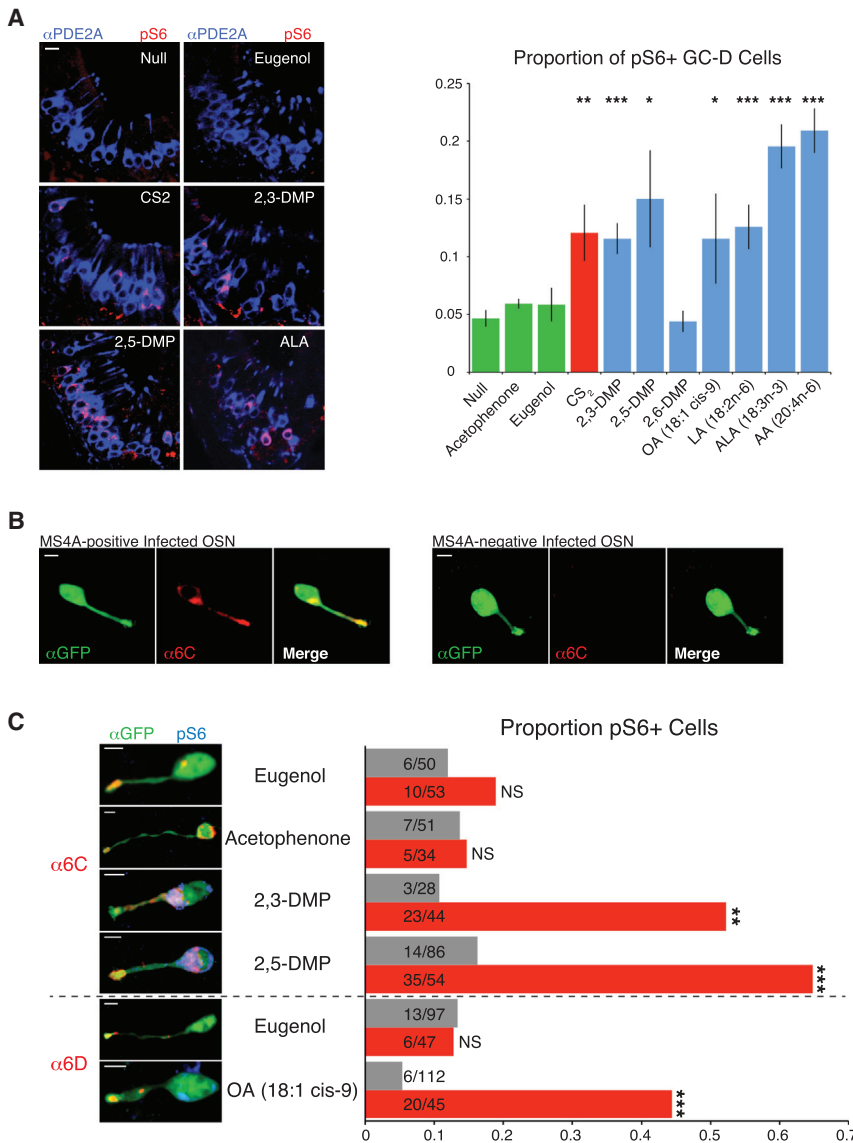 A
αPDE2A pS6 αPDE2A pS6
Null
Eugenol
CS2
2,3-DMP
2,5-DMP
ALA
Proportion of pS6+ GC-D Cells
0.25
0.2
0.15
0.1
0.05
0
** *** * * *** *** ***
Null
Acetophenone
Eugenol
CS2
2,3-DMP
2,5-DMP
2,6-DMP
OA (18:1 cis-9)
LA (18:2n-6)
ALA (18:3n-3)
AA (20:4n-6)
B
MS4A-positive Infected OSN
αGFP
α6C
Merge
MS4A-negative Infected OSN
αGFP
α6C
Merge
C
αGFP pS6
Proportion pS6+ Cells
α6C
Eugenol
6/50
10/53 NS
Acetophenone
7/51
5/34 NS
2,3-DMP
3/28
23/44 **
2,5-DMP
14/86
35/54 ***
α6D
Eugenol
13/97
6/47 NS
OA (18:1 cis-9)
6/112
20/45 ***
0 0.1 0.2 0.3 0.4 0.5 0.6 0.7